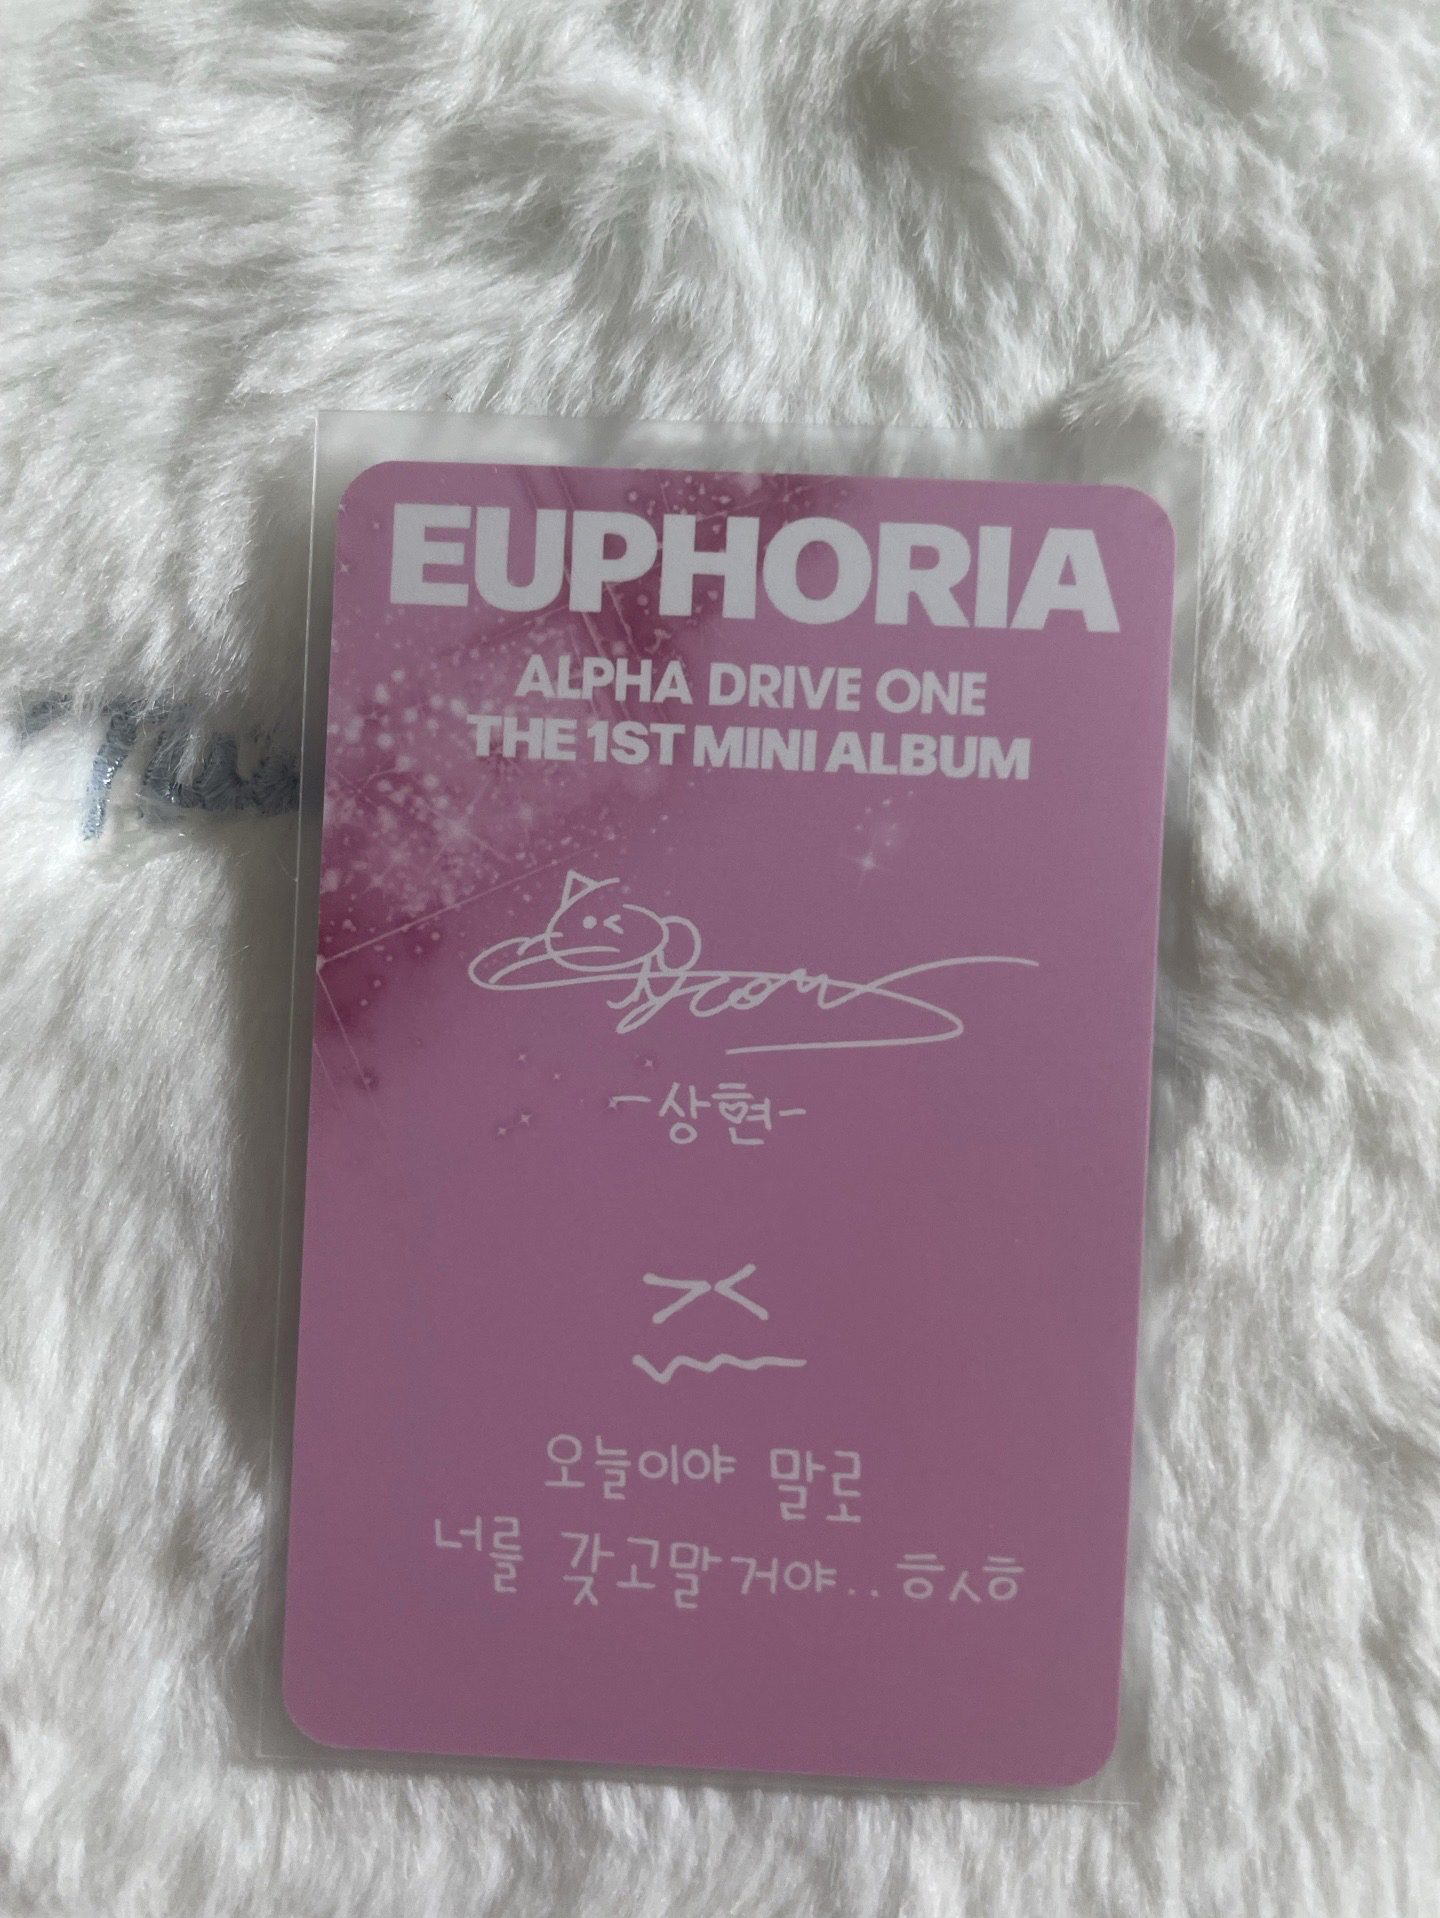 EUPHORIA
ALPHA DRIVE ONE
THE 1ST MINI ALBUM
-상현-
오늘이야 말로
너를 갖고말거야.. ㅎㅅㅎ